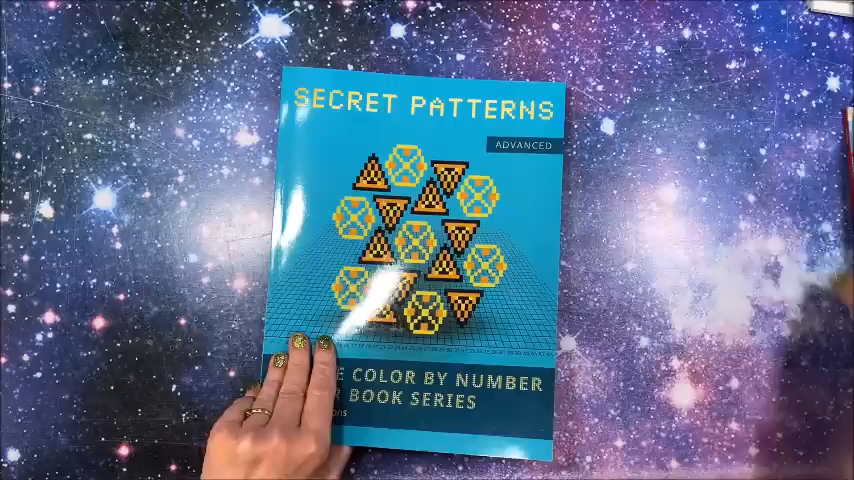 SECRET PATTERNS
ADVANCED
COLOR BY NUMBER
BOOK SERIES